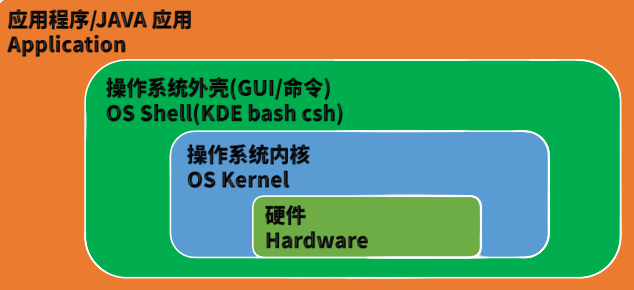 应用程序/JAVA 应用
Application
操作系统外壳(GUI/命令)
OS Shell(KDE bash csh)
操作系统内核
OS Kernel
硬件
Hardware